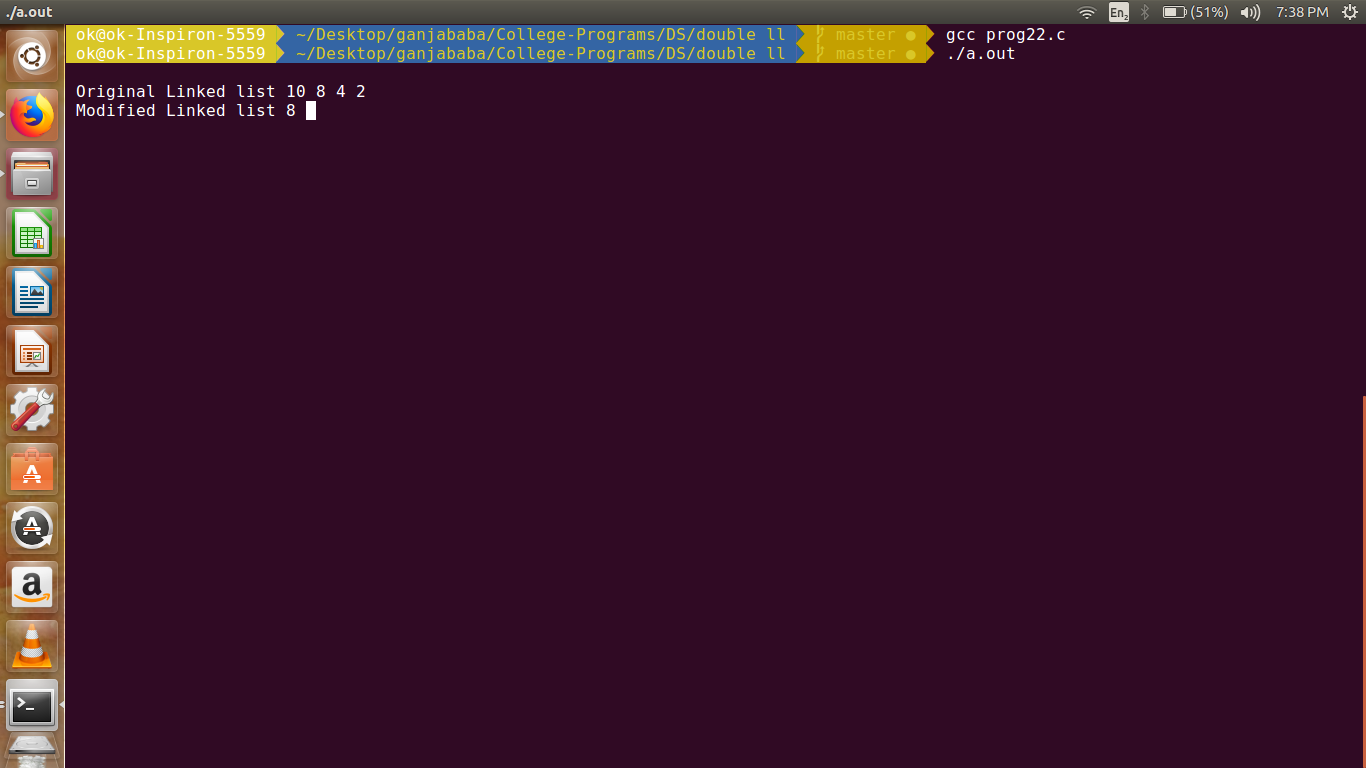 ./a.out
En2 (51%) 7:38 PM
ok@ok-Inspiron-5559 ~/Desktop/ganjababa/College-Programs/DS/double ll master ● gcc prog22.c
ok@ok-Inspiron-5559 ~/Desktop/ganjababa/College-Programs/DS/double ll master ● ./a.out
Original Linked list 10 8 4 2
Modified Linked list 8